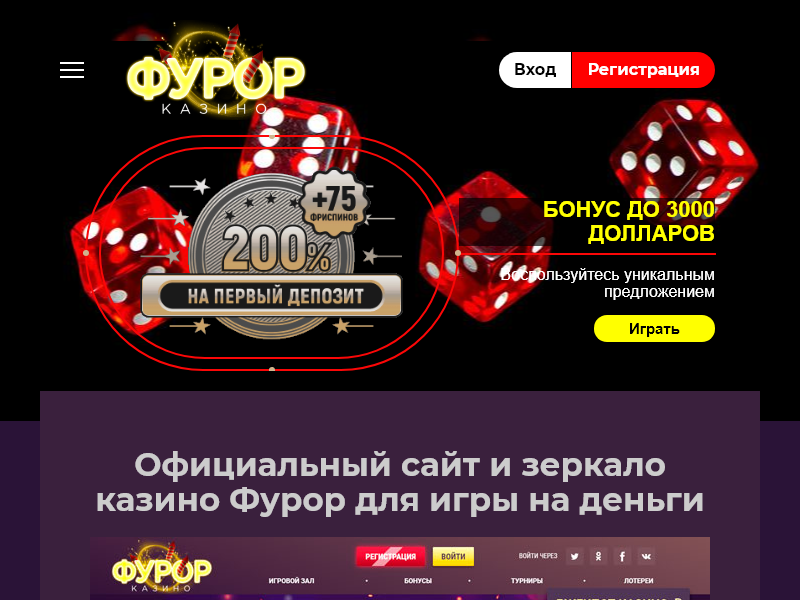 ФУРОР
КАЗИНО
Вход
Регистрация
+75
ФРИСПИНОВ
200%
НА ПЕРВЫЙ ДЕПОЗИТ
БОНУС ДО 3000
ДОЛЛАРОВ
Воспользуйтесь уникальным
предложением
Играть
Официальный сайт и зеркало
казино Фурор для игры на деньги
ФУРОР
КАЗИНО
РЕГИСТРАЦИЯ
ВОЙТИ
ВОЙТИ ЧЕРЕЗ
ИГРОВОЙ ЗАЛ
БОНУСЫ
ТУРНИРЫ
ЛОТЕРЕИ